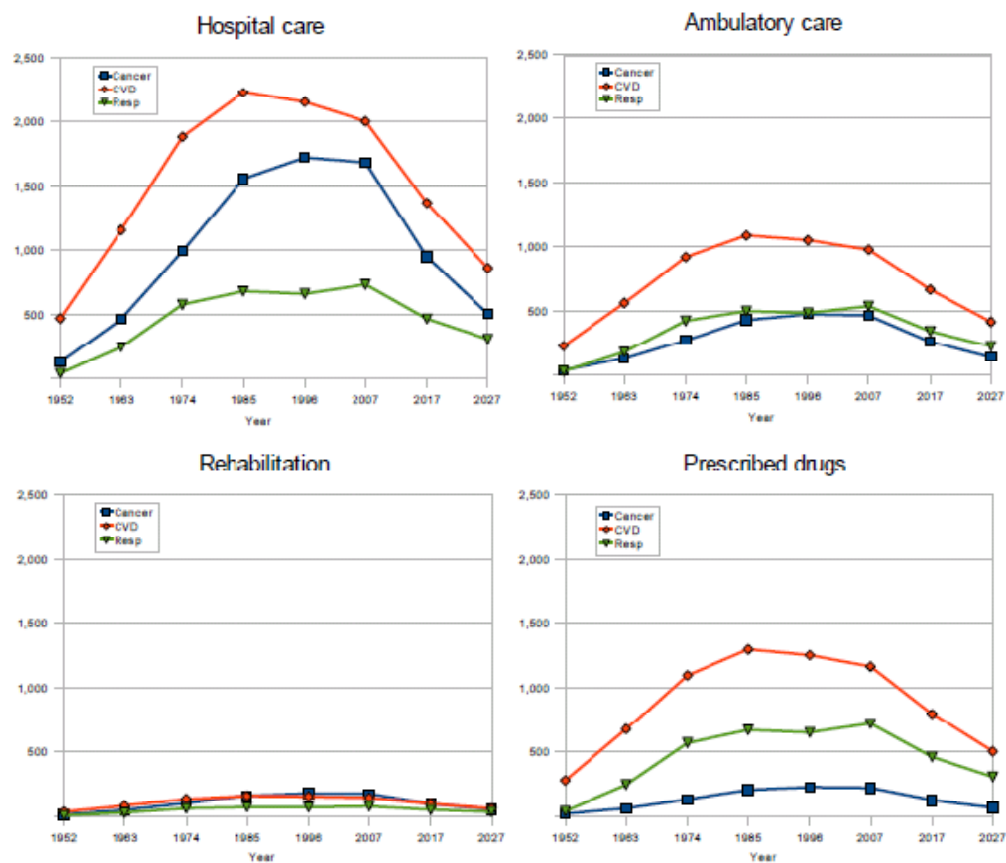 Hospital care
2,500
2,000
1,500
1,000
500
Cancer
CVD
Resp
1952 1963 1974 1985 1996 2007 2017 2027
Year
Ambulatory care
2,500
2,000
1,500
1,000
500
Cancer
CVD
Resp
1952 1963 1974 1985 1996 2007 2017 2027
Year
Rehabilitation
2,500
2,000
1,500
1,000
500
Cancer
CVD
Resp
1952 1963 1974 1985 1996 2007 2017 2027
Year
Prescribed drugs
2,500
2,000
1,500
1,000
500
Cancer
CVD
Resp
1952 1963 1974 1985 1996 2007 2017 2027
Year